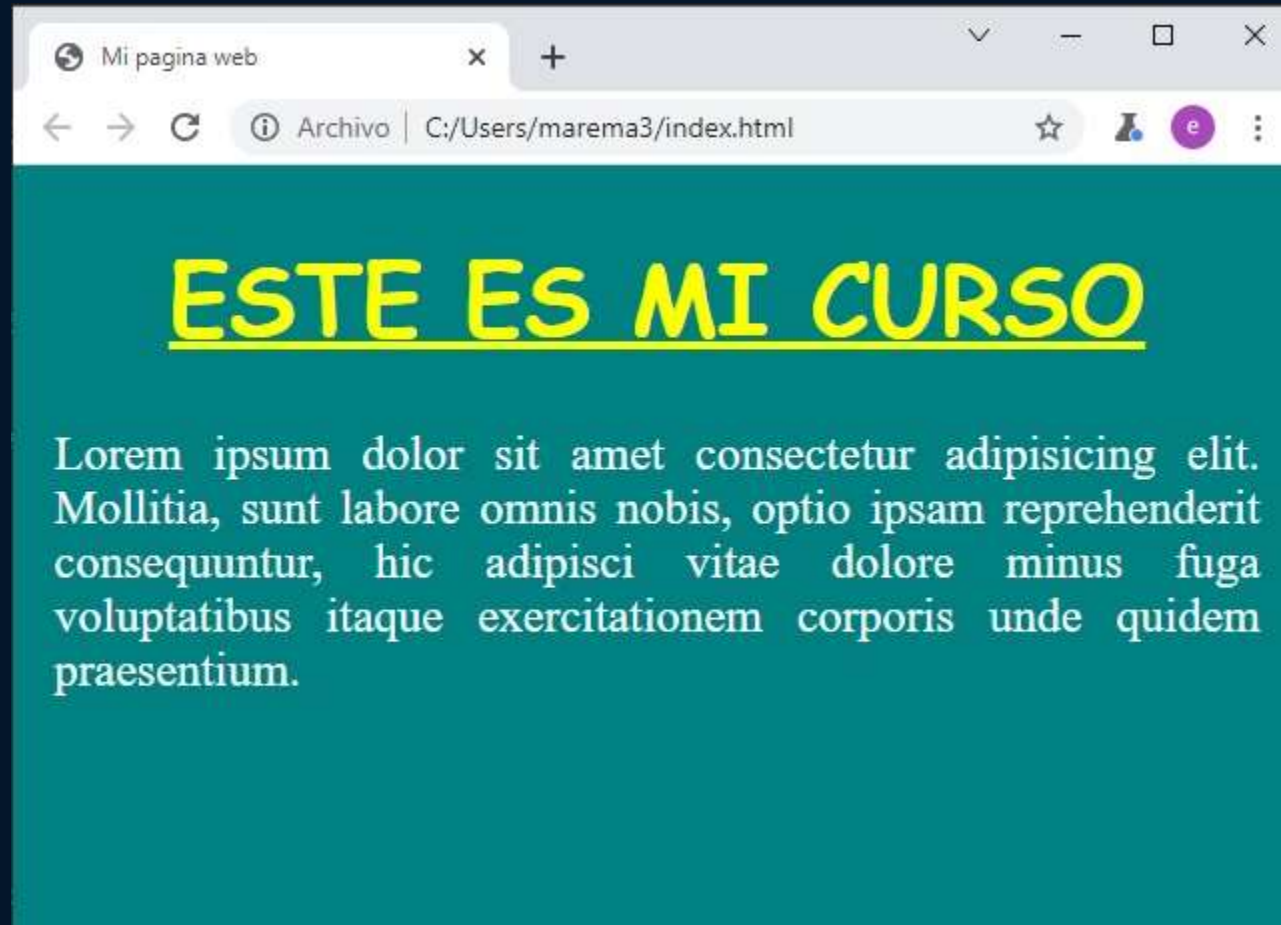 Mi pagina web
Archivo C:/Users/marema3/index.html
e
ESTE ES MI CURSO
Lorem ipsum dolor sit amet consectetur adipisicing elit.
Mollitia, sunt labore omnis nobis, optio ipsam reprehenderit
consequuntur, hic adipisci vitae dolore minus fuga
voluptatibus itaque exercitationem corporis unde quidem
praesentium.